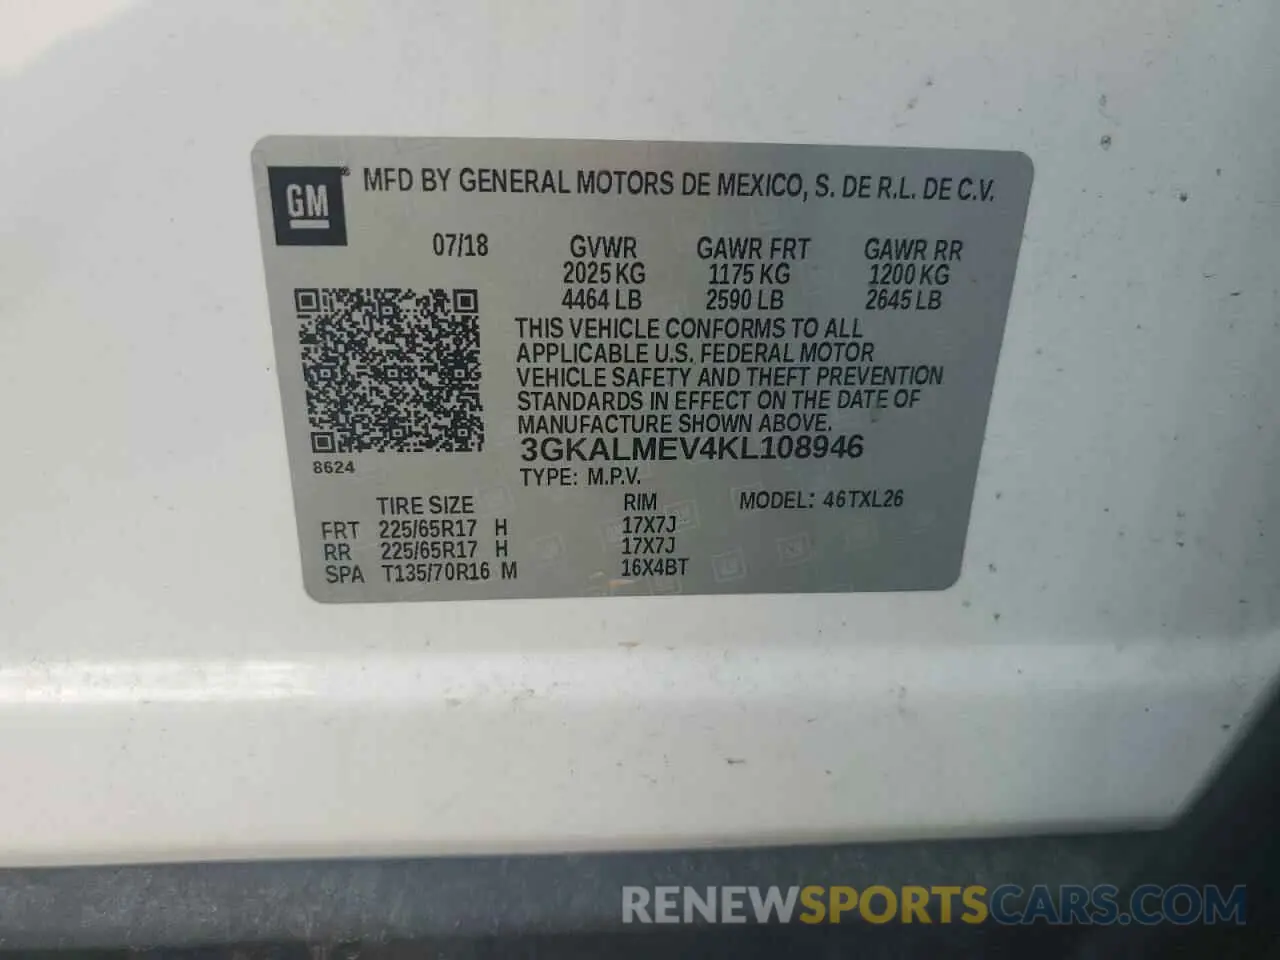 GM® MFD BY GENERAL MOTORS DE MEXICO, S. DE R.L. DE C.V.
07/18 GVWR GAWR FRT GAWR RR
2025 KG 1175 KG 1200 KG
4464 LB 2590 LB 2645 LB
THIS VEHICLE CONFORMS TO ALL
APPLICABLE U.S. FEDERAL MOTOR
VEHICLE SAFETY AND THEFT PREVENTION
STANDARDS IN EFFECT ON THE DATE OF
MANUFACTURE SHOWN ABOVE.
3GKALMEV4KL108946
8624 TYPE: M.P.V.
TIRE SIZE RIM MODEL: 46TXL26
FRT 225/65R17 H 17X7J
RR 225/65R17 H 17X7J
SPA T135/70R16 M 16X4BT
RENEWSPORTSCARS.COM